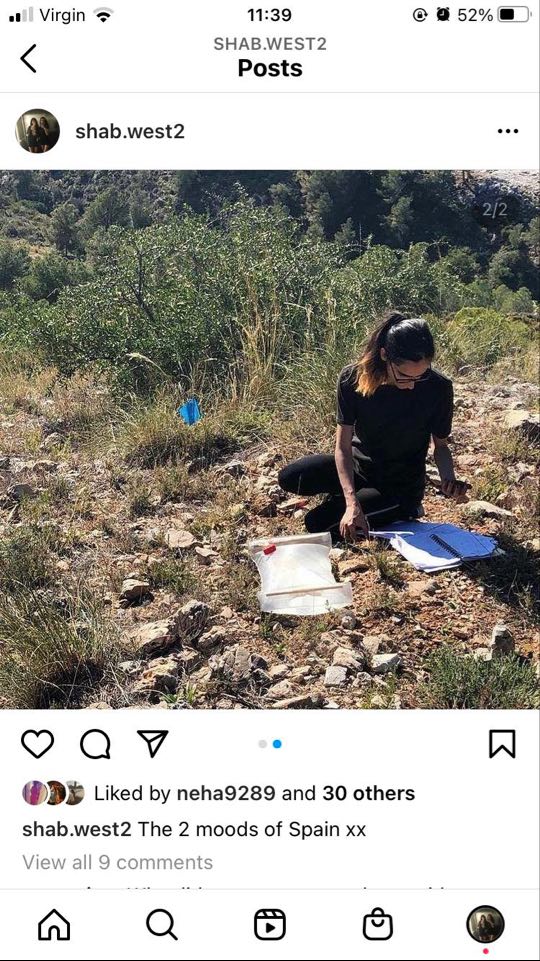 Virgin 11:39 52%
SHAB.WEST2
Posts
shab.west2
2/2
Liked by neha9289 and 30 others
shab.west2 The 2 moods of Spain xx
View all 9 comments